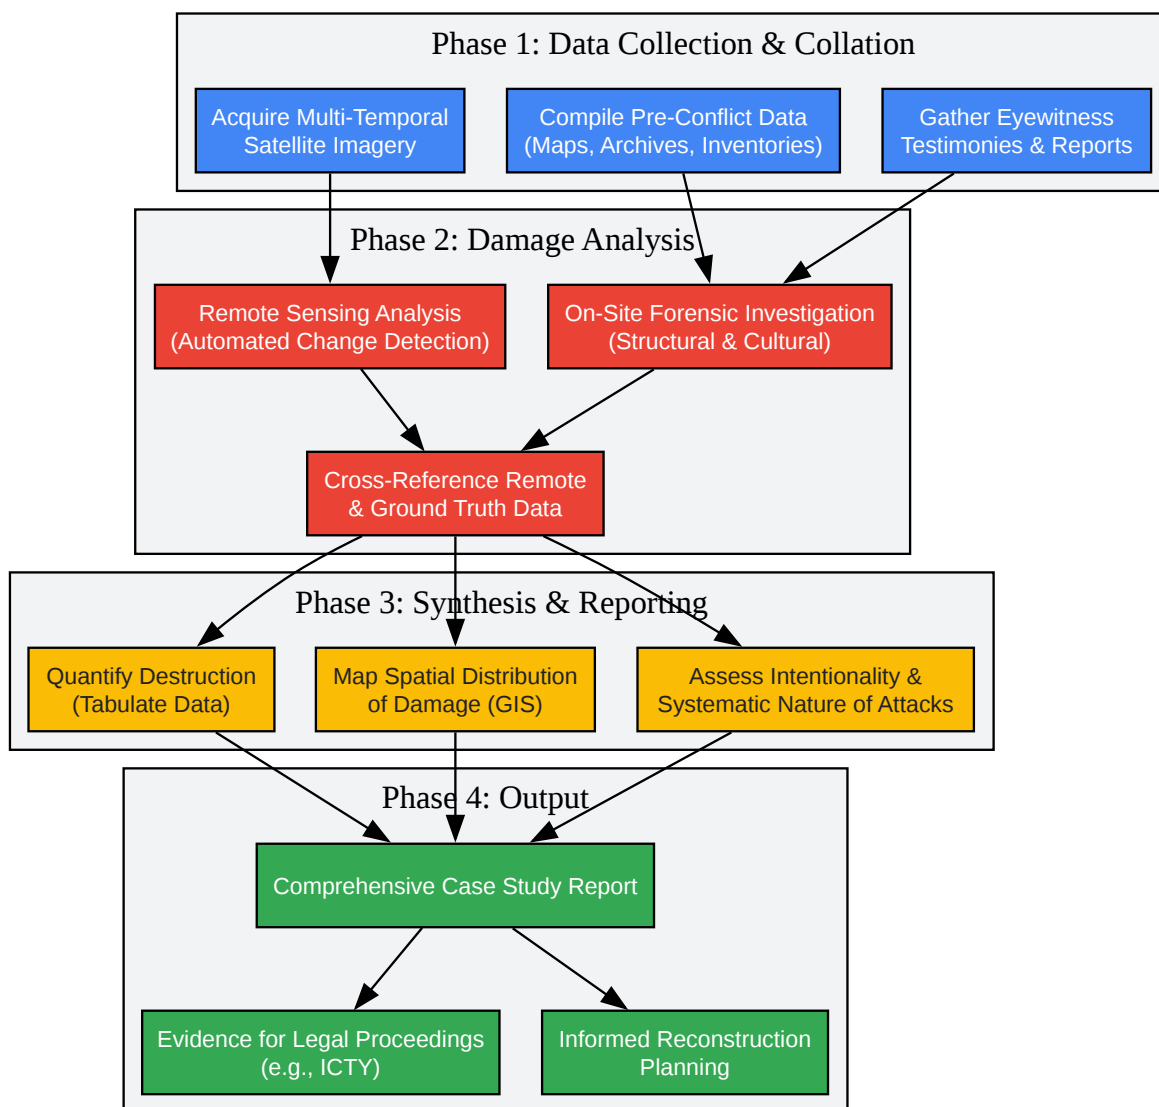 Phase 1: Data Collection & Collation
Acquire Multi-Temporal
Satellite Imagery
Compile Pre-Conflict Data
(Maps, Archives, Inventories)
Gather Eyewitness
Testimonies & Reports
Phase 2: Damage Analysis
Remote Sensing Analysis
(Automated Change Detection)
On-Site Forensic Investigation
(Structural & Cultural)
Cross-Reference Remote
& Ground Truth Data
Phase 3: Synthesis & Reporting
Quantify Destruction
(Tabulate Data)
Map Spatial Distribution
of Damage (GIS)
Assess Intentionality &
Systematic Nature of Attacks
Phase 4: Output
Comprehensive Case Study Report
Evidence for Legal Proceedings
(e.g., ICTY)
Informed Reconstruction
Planning